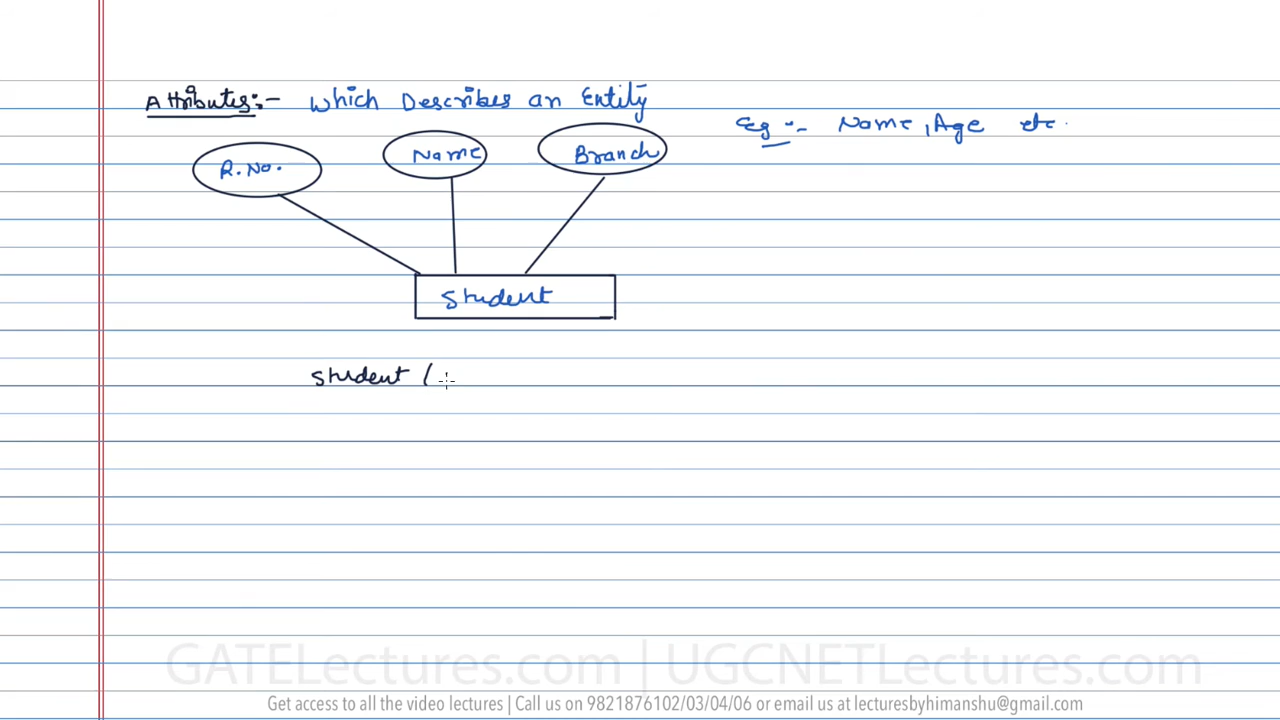 Attributes:- Which Describes an Entity
Eg :- Name, Age etc.
R.No. Name Branch
Student
Student (
GATELectures.com | UGCNETLectures.com
Get access to all the video lectures | Call us on 9821876102/03/04/06 or email us at lecturesbyhimanshu@gmail.com